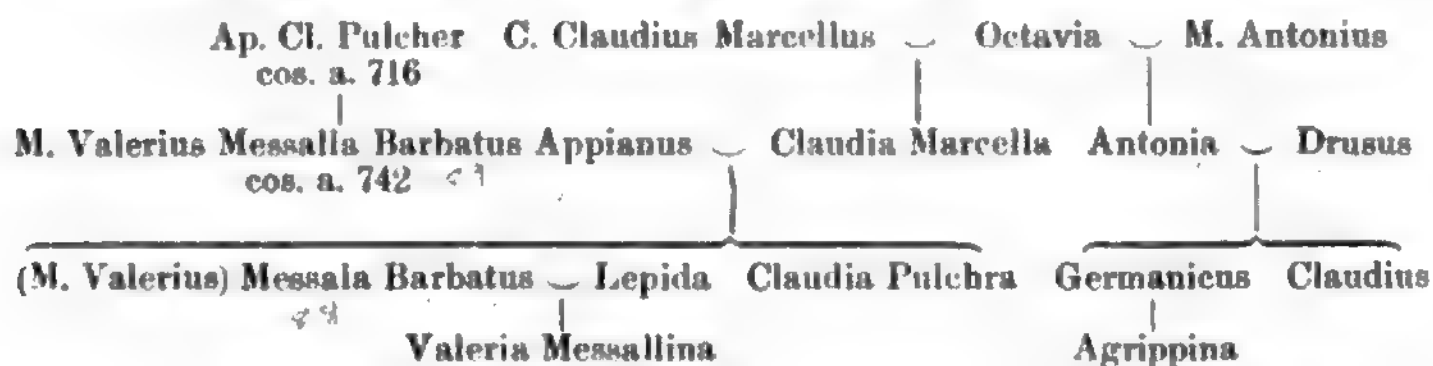 Ap. Cl. Pulcher C. Claudius Marcellus ⌣ Octavia ⌣ M. Antonius
cos. a. 716
M. Valerius Messalla Barbatus Appianus ⌣ Claudia Marcella Antonia ⌣ Drusus
cos. a. 742
(M. Valerius) Messala Barbatus ⌣ Lepida Claudia Pulchra Germanicus Claudius
Valeria Messallina Agrippina